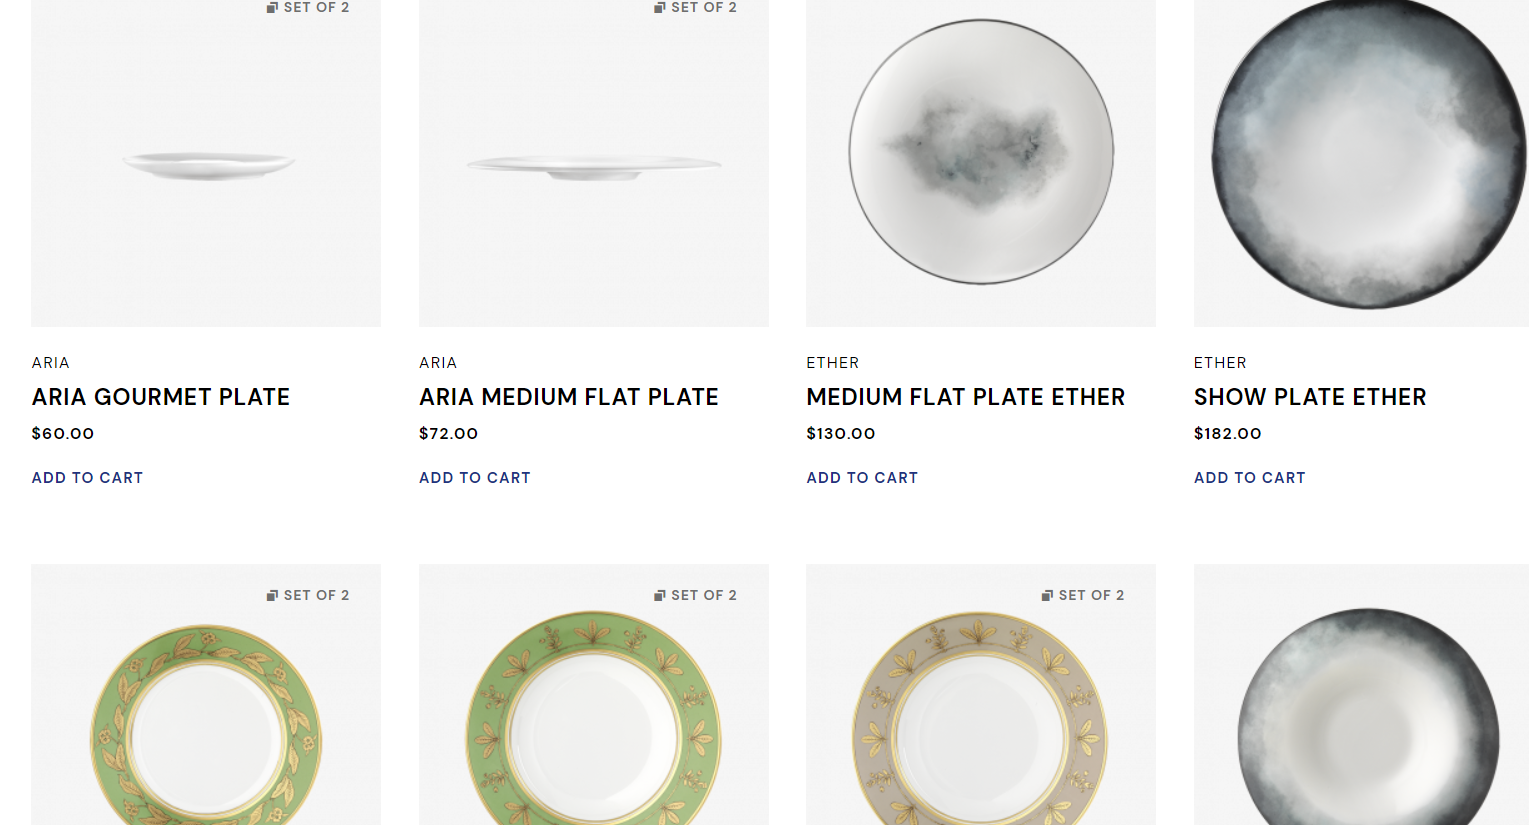 SET OF 2
SET OF 2
ARIA
ARIA GOURMET PLATE
$60.00
ADD TO CART
ARIA
ARIA MEDIUM FLAT PLATE
$72.00
ADD TO CART
ETHER
MEDIUM FLAT PLATE ETHER
$130.00
ADD TO CART
ETHER
SHOW PLATE ETHER
$182.00
ADD TO CART
SET OF 2
SET OF 2
SET OF 2